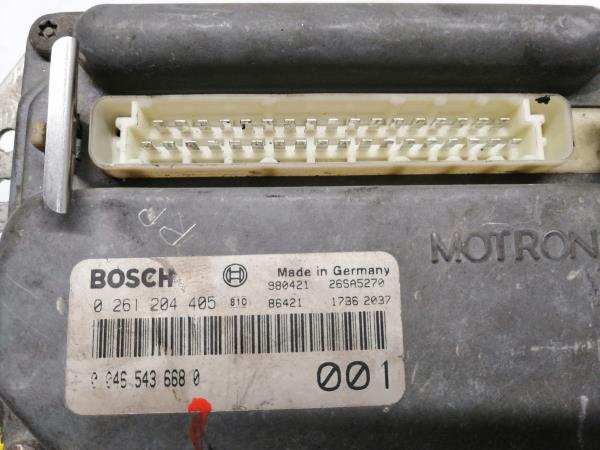 MOTRON
BOSCH Made in Germany
980421 26SA5270
0 261 204 405 810 86421 1736 2037
0 046 543 668 0 001